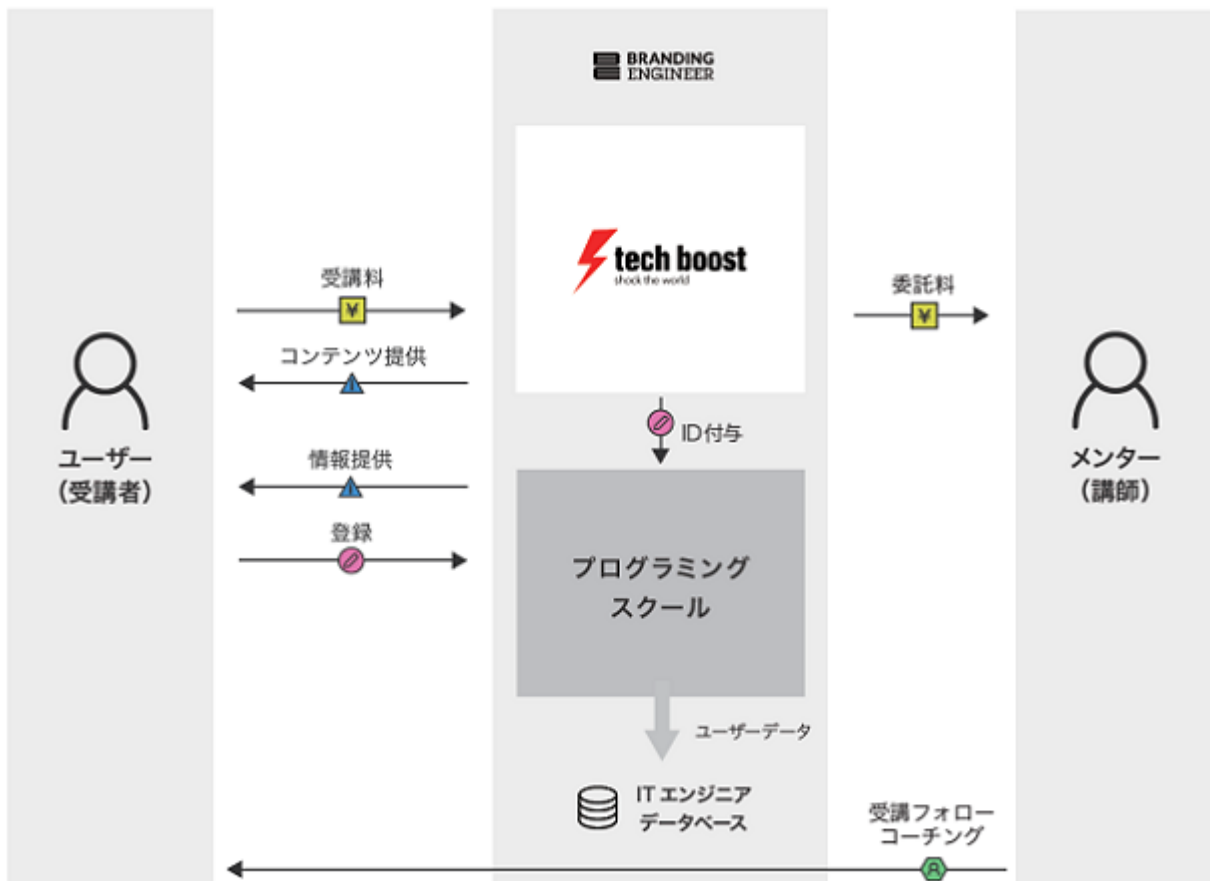 BRANDING
ENGINEER
tech boost
shock the world
受講料
¥
委託料
¥
コンテンツ提供
ID付与
ユーザー
(受講者)
情報提供
メンター
(講師)
登録
プログラミング
スクール
ユーザーデータ
ITエンジニア
データベース
受講フォロー
コーチング